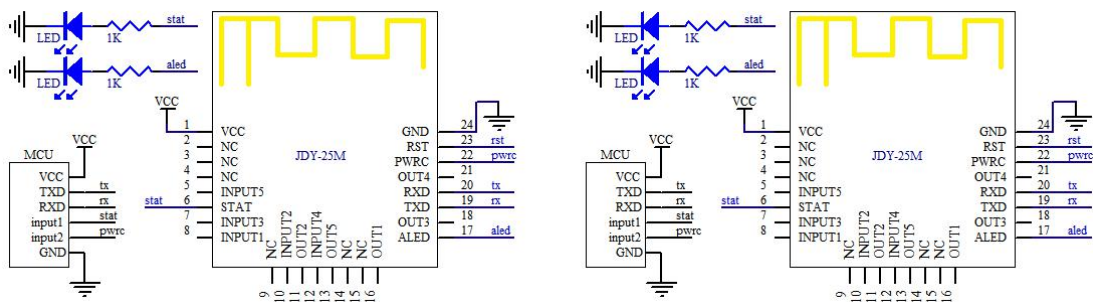 stat
LED
1K
aled
LED
1K
VCC
1 VCC
2 NC
3 NC
4 NC
5 INPUT5
stat 6 STAT
7 INPUT3
8 INPUT1
JDY-25M
GND 24
RST 23 rst
PWRC 22 pwrc
OUT4 21
RXD 20 tx
TXD 19 rx
OUT3 18
ALED 17 aled
NC 9
INPUT2 10
OUT2 11
INPUT4 12
OUT5 13
NC 14
NC 15
OUT1 16
MCU
VCC
VCC
TXD tx
RXD rx
input1 stat
input2 pwrc
GND
stat
LED
1K
aled
LED
1K
VCC
1 VCC
2 NC
3 NC
4 NC
5 INPUT5
stat 6 STAT
7 INPUT3
8 INPUT1
JDY-25M
GND 24
RST 23 rst
PWRC 22 pwrc
OUT4 21
RXD 20 tx
TXD 19 rx
OUT3 18
ALED 17 aled
NC 9
INPUT2 10
OUT2 11
INPUT4 12
OUT5 13
NC 14
NC 15
OUT1 16
MCU
VCC
VCC
TXD tx
RXD rx
input1 stat
input2 pwrc
GND